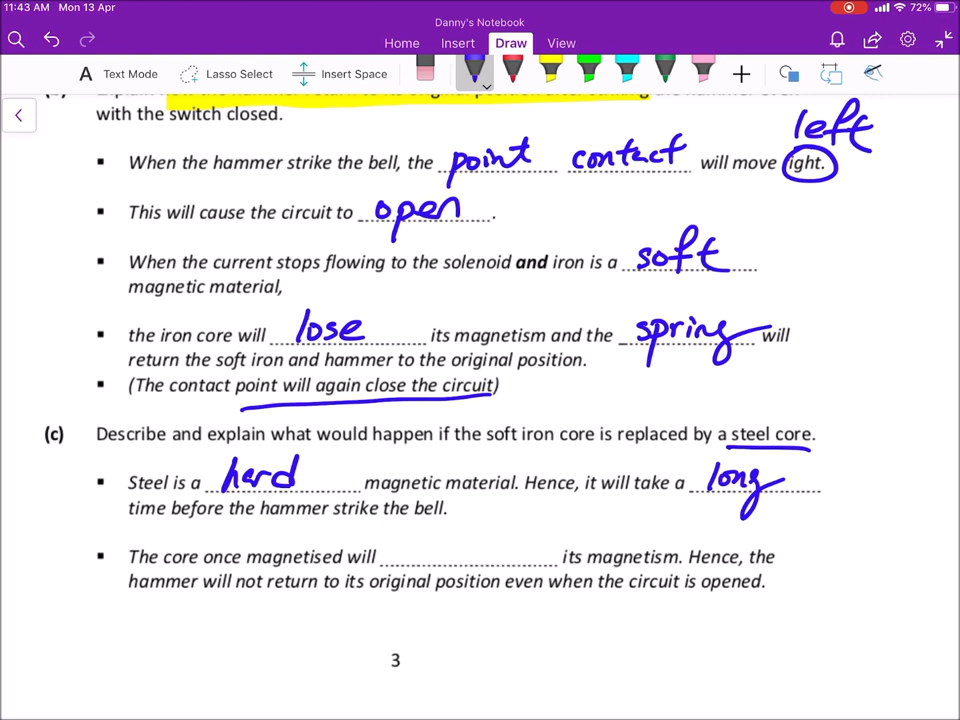 11:43 AM Mon 13 Apr
72%
Danny's Notebook
Home Insert Draw View
A Text Mode Lasso Select Insert Space
with the switch closed.
left
▪ When the hammer strike the bell, the point contact will move right.
▪ This will cause the circuit to open.
▪ When the current stops flowing to the solenoid and iron is a soft
magnetic material,
▪ the iron core will lose its magnetism and the spring will
return the soft iron and hammer to the original position.
▪ (The contact point will again close the circuit)
(c) Describe and explain what would happen if the soft iron core is replaced by a steel core.
▪ Steel is a hard magnetic material. Hence, it will take a long
time before the hammer strike the bell.
▪ The core once magnetised will .............................. its magnetism. Hence, the
hammer will not return to its original position even when the circuit is opened.
3